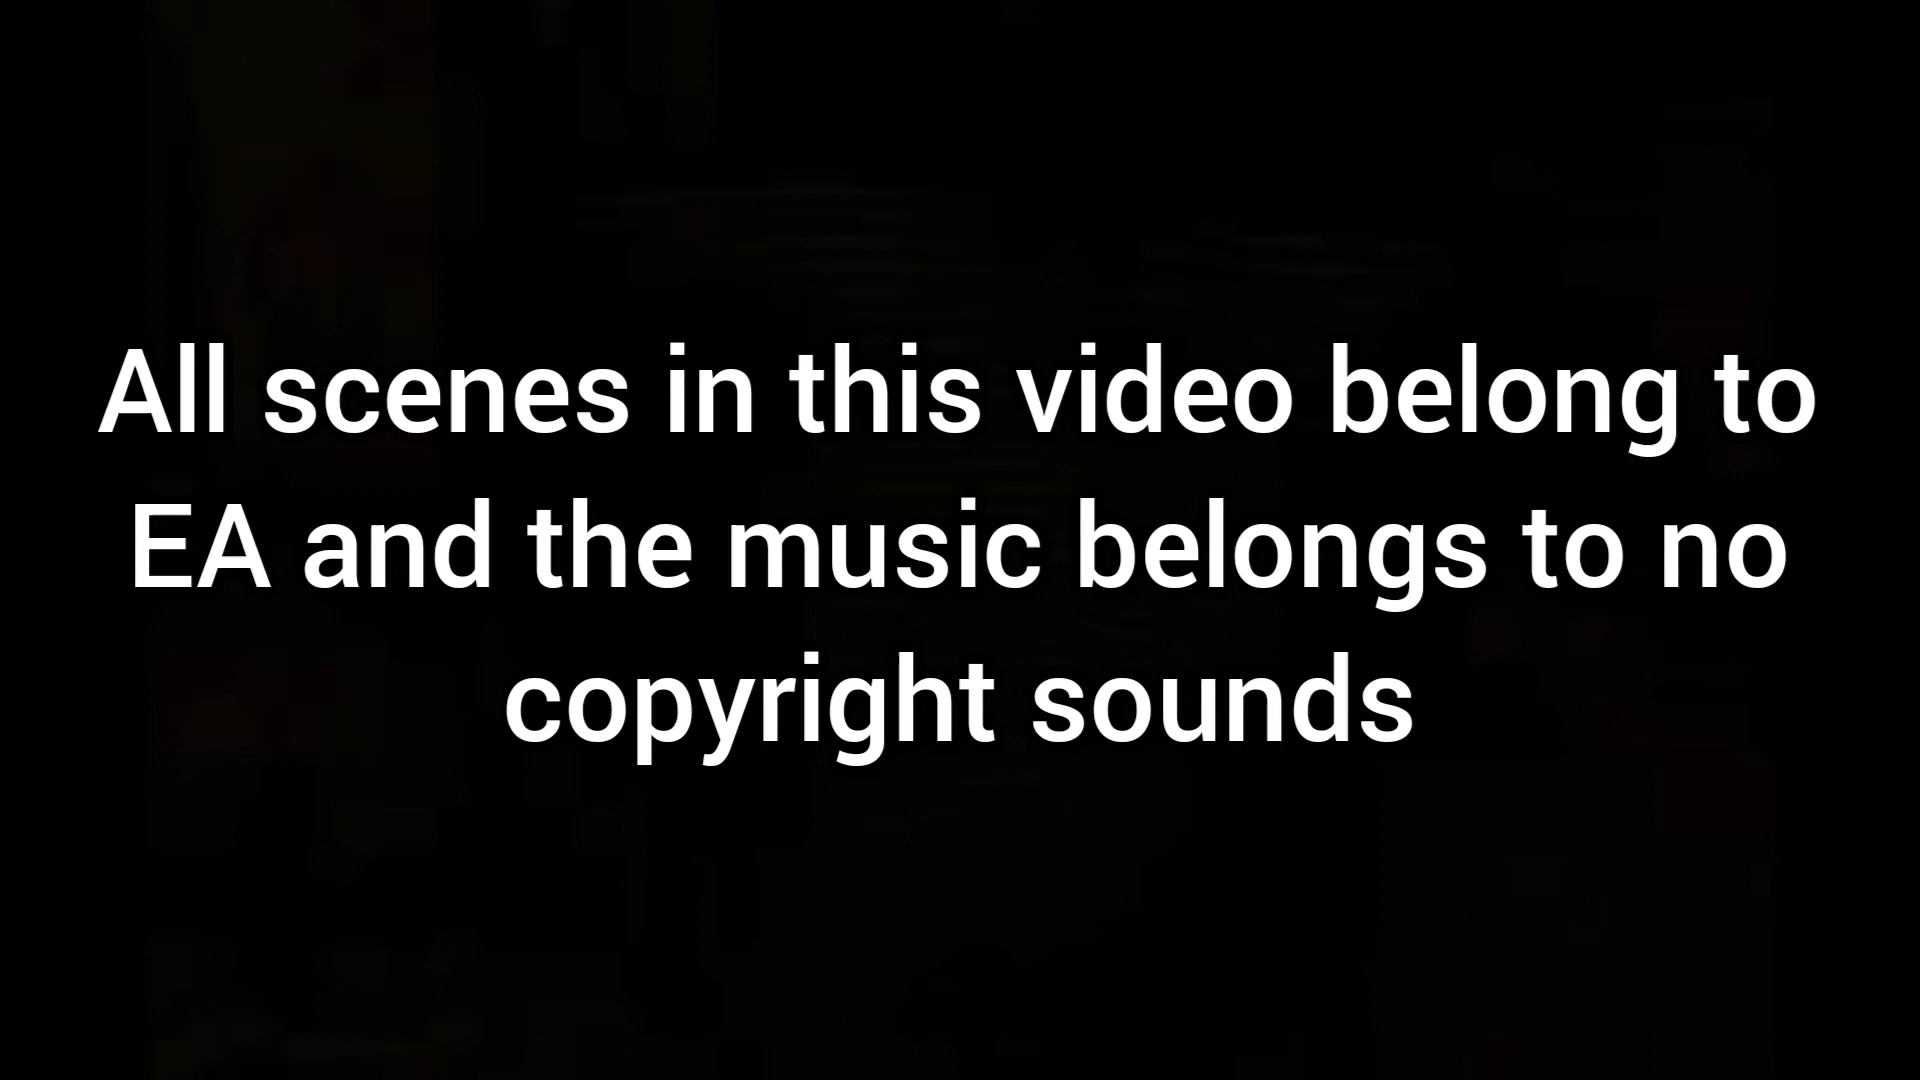 All scenes in this video belong to
EA and the music belongs to no
copyright sounds